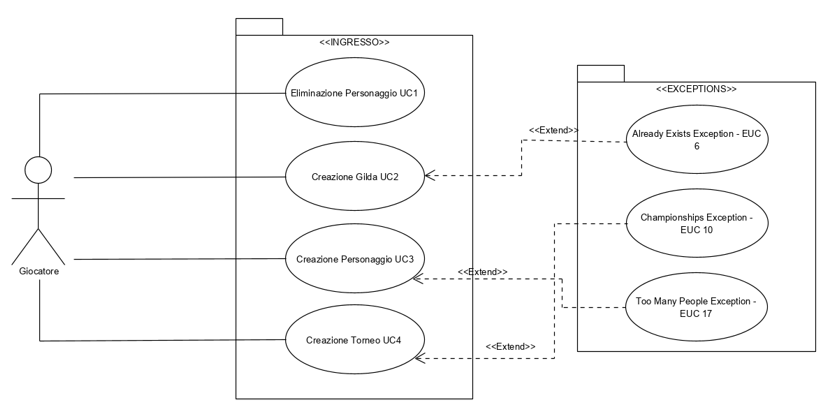 <<INGRESSO>>
Eliminazione Personaggio UC1
Creazione Gilda UC2
Creazione Personaggio UC3
Creazione Torneo UC4
Giocatore
<<Extend>>
<<Extend>>
<<Extend>>
<<EXCEPTIONS>>
Already Exists Exception - EUC
6
Championships Exception -
EUC 10
Too Many People Exception -
EUC 17